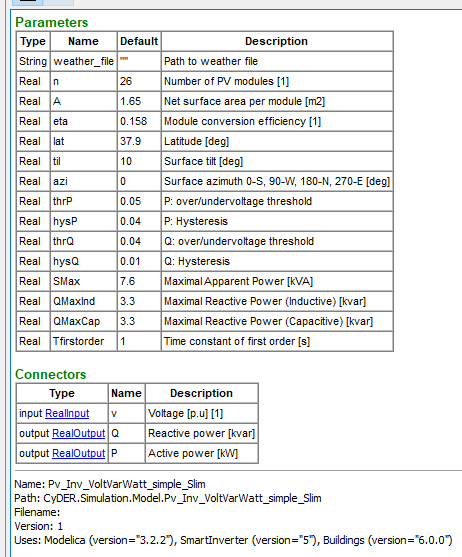 Parameters
Type Name Default Description
String weather_file "" Path to weather file
Real n 26 Number of PV modules [1]
Real A 1.65 Net surface area per module [m2]
Real eta 0.158 Module conversion efficiency [1]
Real lat 37.9 Latitude [deg]
Real til 10 Surface tilt [deg]
Real azi 0 Surface azimuth 0-S, 90-W, 180-N, 270-E [deg]
Real thrP 0.05 P: over/undervoltage threshold
Real hysP 0.04 P: Hysteresis
Real thrQ 0.04 Q: over/undervoltage threshold
Real hysQ 0.01 Q: Hysteresis
Real SMax 7.6 Maximal Apparent Power [kVA]
Real QMaxInd 3.3 Maximal Reactive Power (Inductive) [kvar]
Real QMaxCap 3.3 Maximal Reactive Power (Capacitive) [kvar]
Real Tfirstorder 1 Time constant of first order [s]
Connectors
Type Name Description
input RealInput v Voltage [p.u] [1]
output RealOutput Q Reactive power [kvar]
output RealOutput P Active power [kW]
Name: Pv_Inv_VoltVarWatt_simple_Slim
Path: CyDER.Simulation.Model.Pv_Inv_VoltVarWatt_simple_Slim
Filename:
Version: 1
Uses: Modelica (version="3.2.2"), SmartInverter (version="5"), Buildings (version="6.0.0")